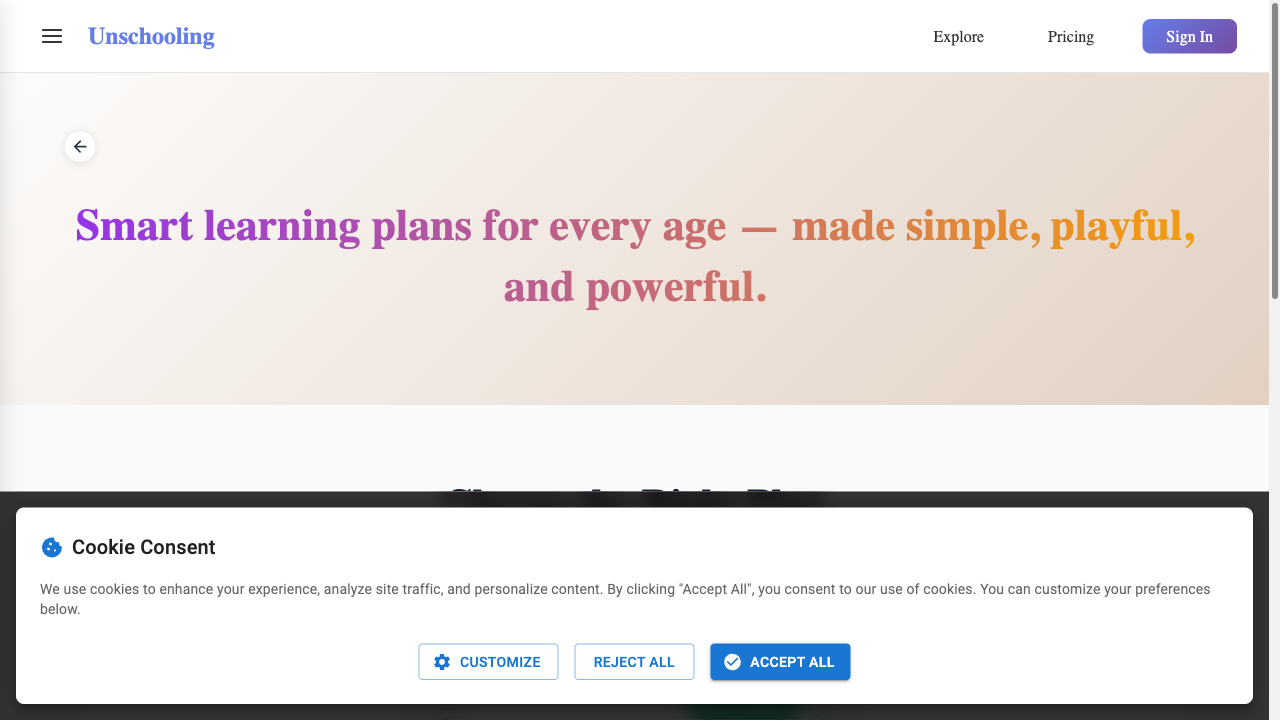 Unschooling
Explore
Pricing
Sign In
Smart learning plans for every age — made simple, playful,
and powerful.
Cookie Consent
We use cookies to enhance your experience, analyze site traffic, and personalize content. By clicking "Accept All", you consent to our use of cookies. You can customize your preferences
below.
CUSTOMIZE
REJECT ALL
ACCEPT ALL